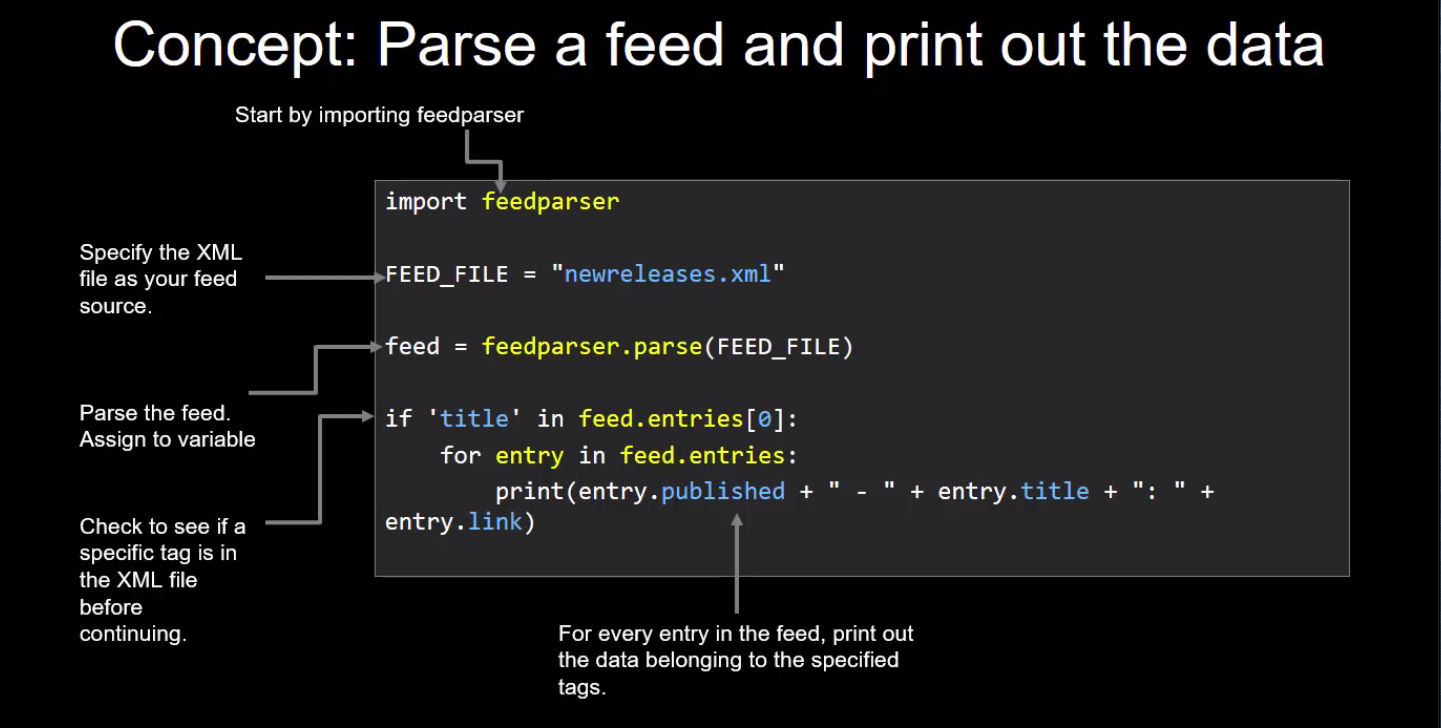 Concept: Parse a feed and print out the data
Start by importing feedparser
import feedparser
Specify the XML
file as your feed
source.
FEED_FILE = "newreleases.xml"
feed = feedparser.parse(FEED_FILE)
Parse the feed.
Assign to variable
if 'title' in feed.entries[0]:
    for entry in feed.entries:
        print(entry.published + " - " + entry.title + ": " +
entry.link)
Check to see if a
specific tag is in
the XML file
before
continuing.
For every entry in the feed, print out
the data belonging to the specified
tags.